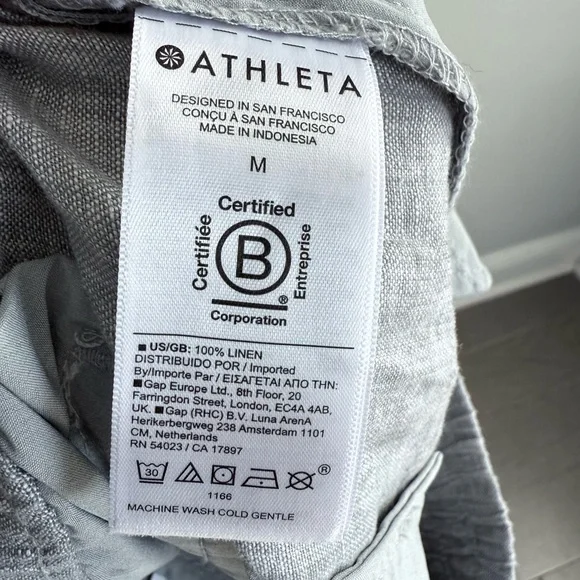 ATHLETA
DESIGNED IN SAN FRANCISCO
CONÇU À SAN FRANCISCO
MADE IN INDONESIA
M
Certified
Certifiée
B
Entreprise
®
Corporation
■ US/GB: 100% LINEN
DISTRIBUIDO POR / Imported
By/Importe Par / ΕΙΣΑΓΕΤΑΙ ΑΠΟ ΤΗΝ:
■ Gap Europe Ltd., 8th Floor, 20
Farringdon Street, London, EC4A 4AB,
UK. ■ Gap (RHC) B.V. Luna ArenA
Herikerbergweg 238 Amsterdam 1101
CM, Netherlands
RN 54023 / CA 17897
30
®
1166
MACHINE WASH COLD GENTLE